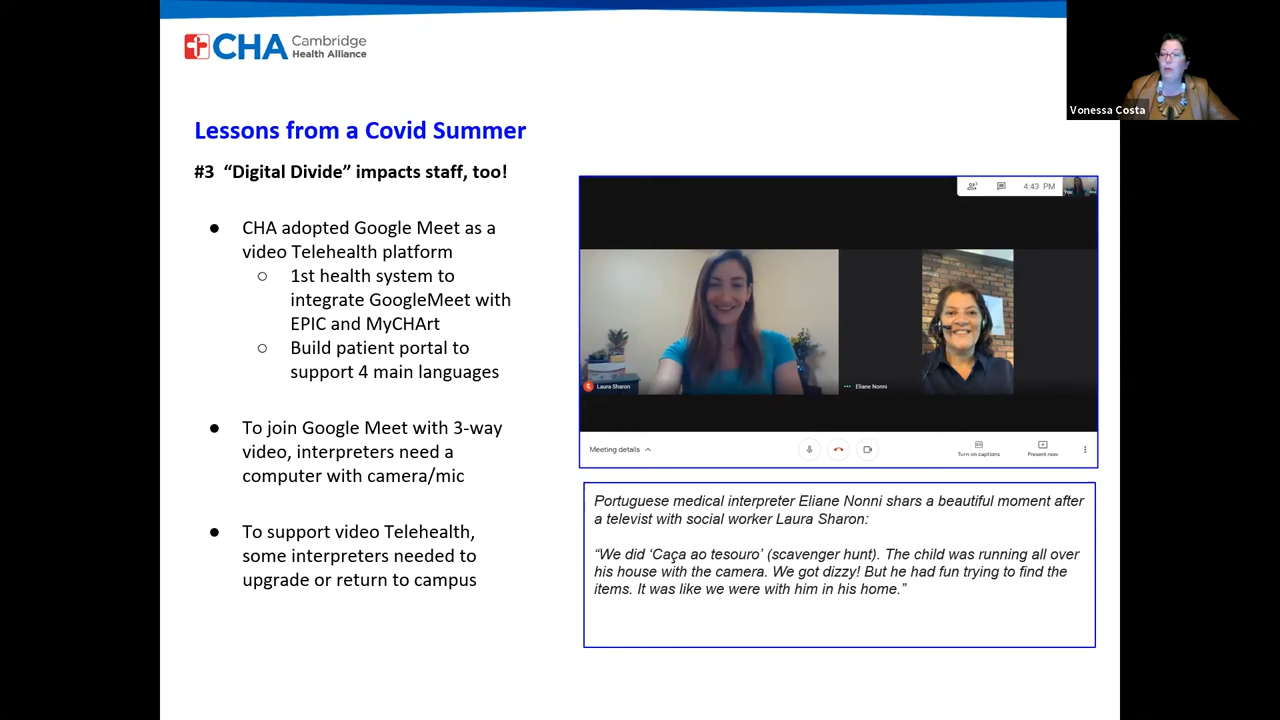 CHA Cambridge
Health Alliance
Vonessa Costa
Lessons from a Covid Summer
#3 “Digital Divide” impacts staff, too!
● CHA adopted Google Meet as a
video Telehealth platform
○ 1st health system to
integrate GoogleMeet with
EPIC and MyCHArt
○ Build patient portal to
support 4 main languages
● To join Google Meet with 3-way
video, interpreters need a
computer with camera/mic
● To support video Telehealth,
some interpreters needed to
upgrade or return to campus
4:43 PM
You
Laura Sharon
Eliane Nonni
Meeting details
Turn on captions
Present now
Portuguese medical interpreter Eliane Nonni shars a beautiful moment after
a televist with social worker Laura Sharon:
“We did ‘Caça ao tesouro’ (scavenger hunt). The child was running all over
his house with the camera. We got dizzy! But he had fun trying to find the
items. It was like we were with him in his home.”